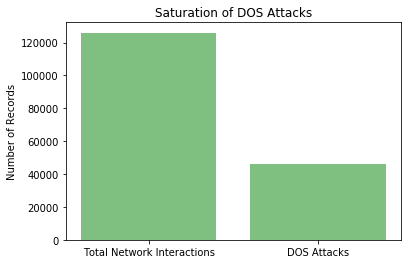 Saturation of DOS Attacks
Number of Records
120000
100000
80000
60000
40000
20000
0
Total Network Interactions
DOS Attacks